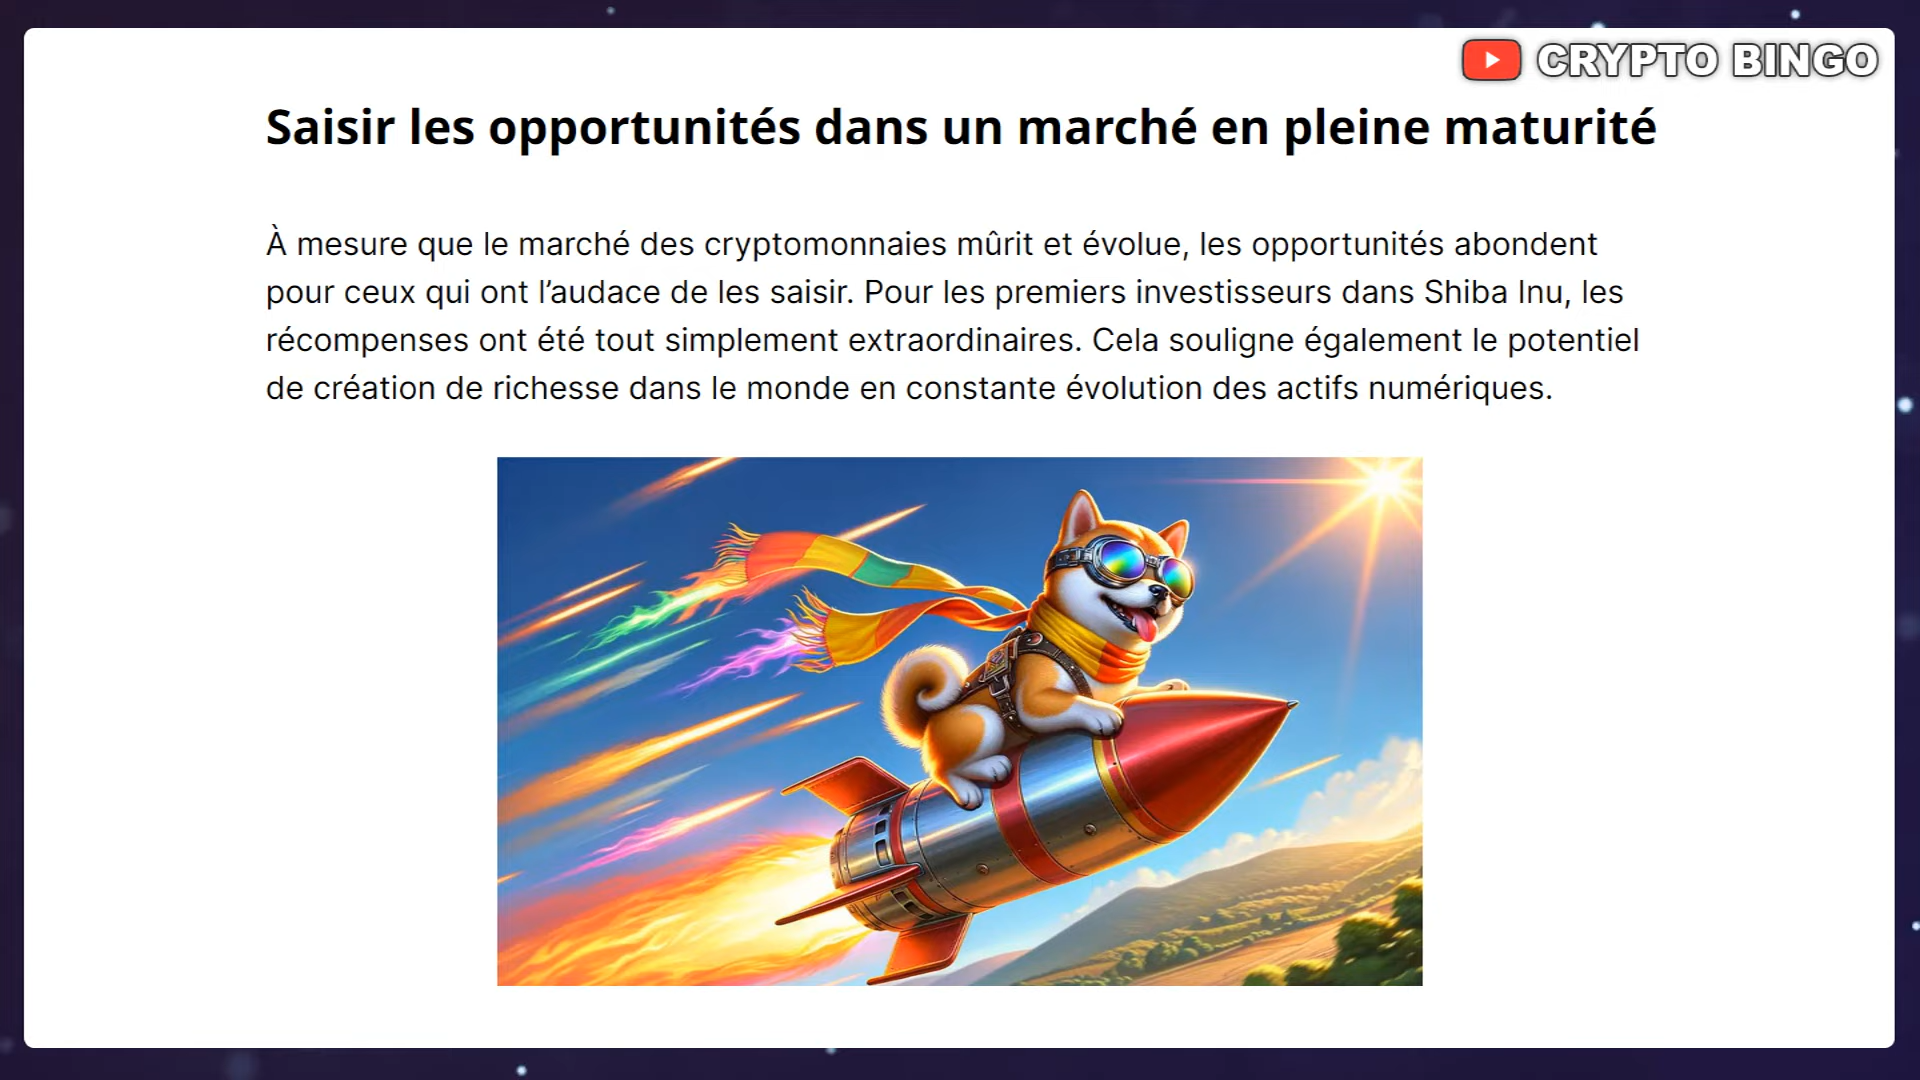 CRYPTO BINGO
Saisir les opportunités dans un marché en pleine maturité
À mesure que le marché des cryptomonnaies mûrit et évolue, les opportunités abondent
pour ceux qui ont l’audace de les saisir. Pour les premiers investisseurs dans Shiba Inu, les
récompenses ont été tout simplement extraordinaires. Cela souligne également le potentiel
de création de richesse dans le monde en constante évolution des actifs numériques.